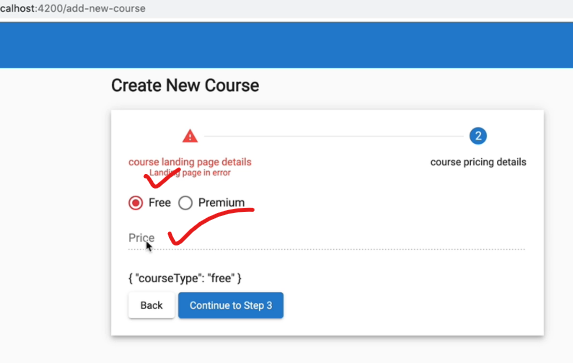 calhost:4200/add-new-course
Create New Course
2
course landing page details
Landing page in error
course pricing details
Free
Premium
Price
{ "courseType": "free" }
Back
Continue to Step 3